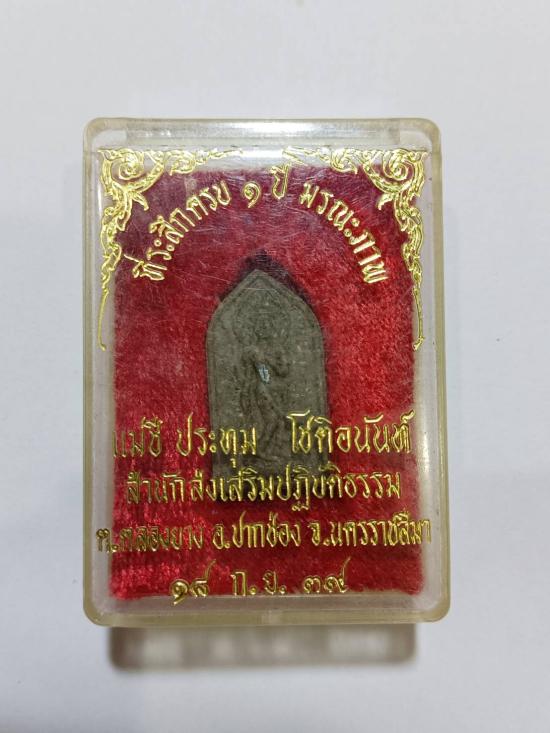 ที่ระลึกครบ ๑ ปี มรณะภาพ
แม่ชี ประทุม โชติอนันท์
สำนักส่งเสริมปฏิบัติธรรม
ต.คลองยาง อ.ปากช่อง จ.นครราชสีมา
๑๘ ก.ย. ๓๙